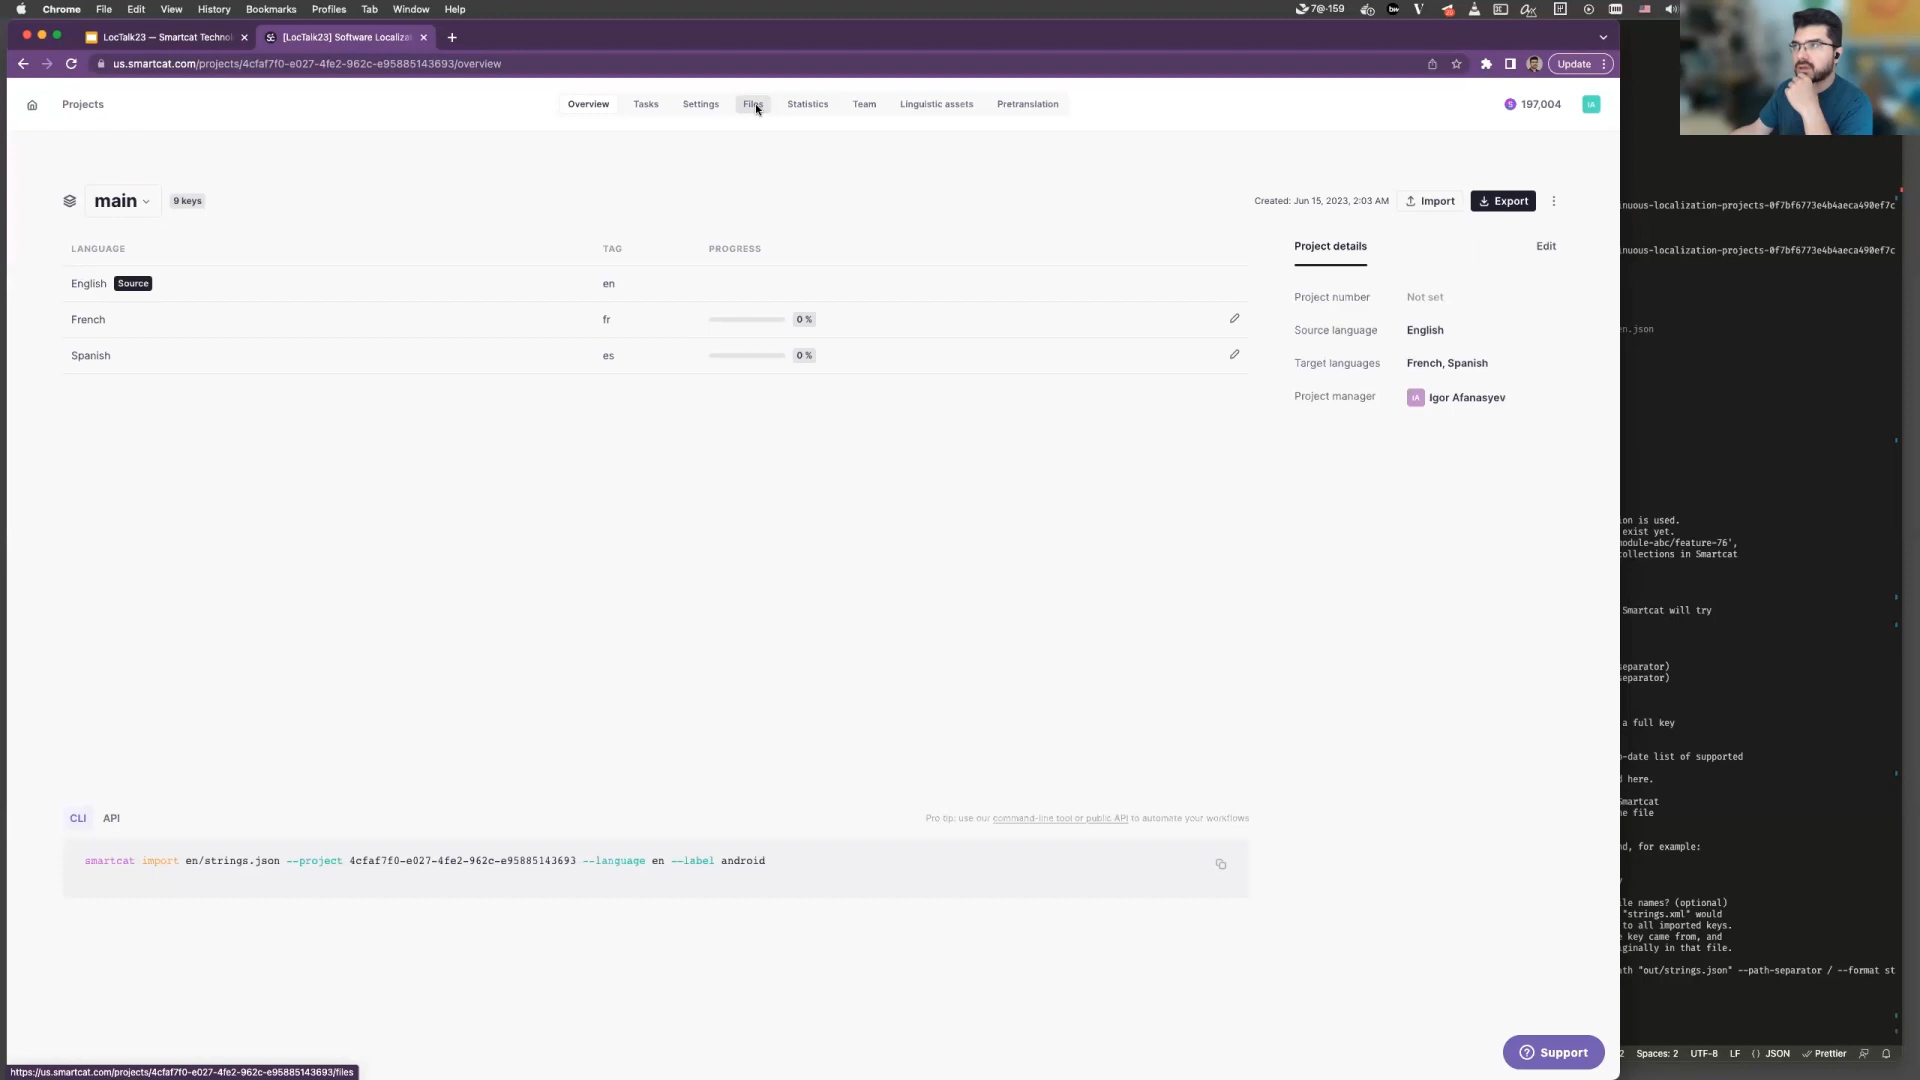 Chrome File Edit View History Bookmarks Profiles Tab Window Help
7@-159
LocTalk23 — Smartcat Technol
[LocTalk23] Software Localiza
us.smartcat.com/projects/4cfaf7f0-e027-4fe2-962c-e95885143693/overview
Update
Projects
Overview Tasks Settings Files Statistics Team Linguistic assets Pretranslation
197,004
IA
main 9 keys
Created: Jun 15, 2023, 2:03 AM Import Export
LANGUAGE TAG PROGRESS
English Source en
French fr 0 %
Spanish es 0 %
Project details Edit
Project number Not set
Source language English
Target languages French, Spanish
Project manager IA Igor Afanasyev
CLI API
Pro tip: use our command-line tool or public API to automate your workflows
smartcat import en/strings.json --project 4cfaf7f0-e027-4fe2-962c-e95885143693 --language en --label android
Support
https://us.smartcat.com/projects/4cfaf7f0-e027-4fe2-962c-e95885143693/files
nuous-localization-projects-0f7bf6773e4b4aeca490ef7c
nuous-localization-projects-0f7bf6773e4b4aeca490ef7c
en.json
on is used.
exist yet.
odule-abc/feature-76',
ollections in Smartcat
Smartcat will try
eparator)
eparator)
a full key
-date list of supported
here.
martcat
e file
nd, for example:
le names? (optional)
"strings.xml" would
to all imported keys.
key came from, and
ginally in that file.
th "out/strings.json" --path-separator / --format st
2 Spaces: 2 UTF-8 LF {} JSON Prettier